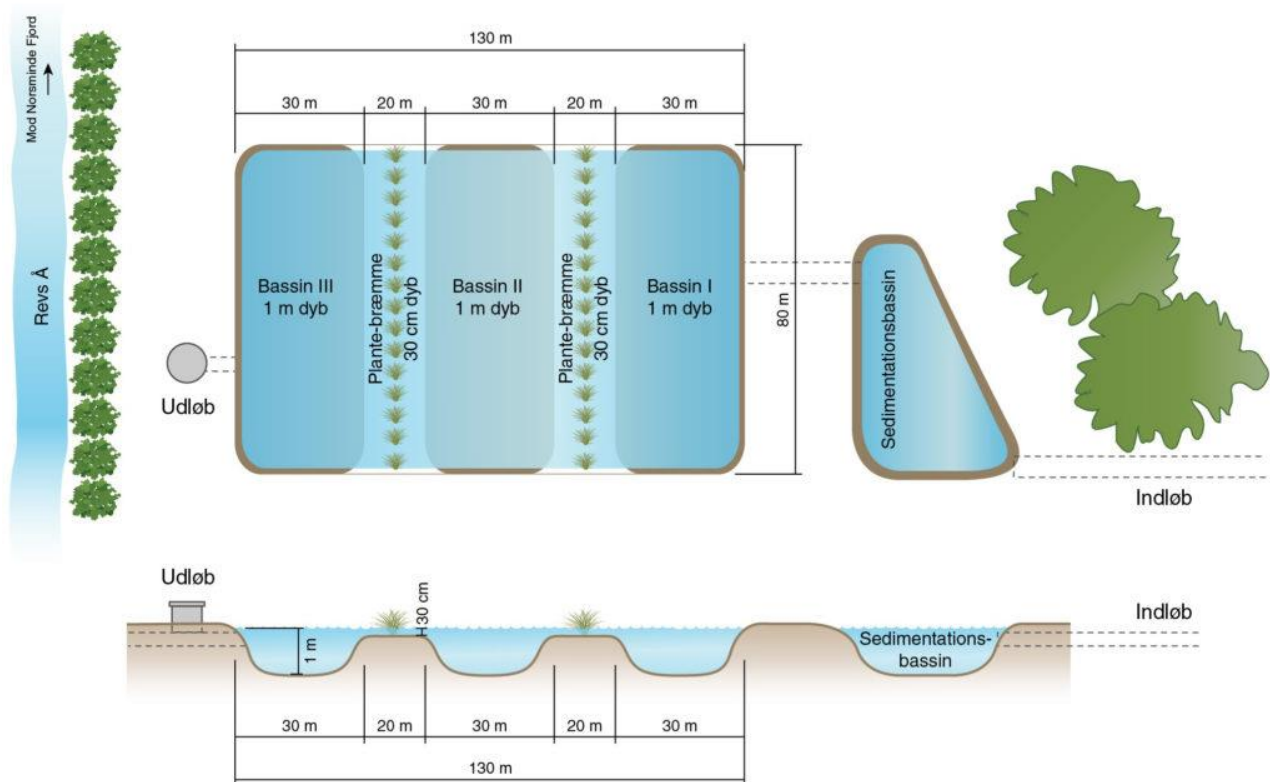 130 m
30 m 20 m 30 m 20 m 30 m
Mod Norsminde Fjord
Revs Å
Bassin III
1 m dyb
Plante-bræmme
30 cm dyb
Bassin II
1 m dyb
Plante-bræmme
30 cm dyb
Bassin I
1 m dyb
80 m
Sedimentationsbassin
Udløb
Indløb
Udløb
30 cm
1 m
Sedimentations-
bassin
Indløb
30 m 20 m 30 m 20 m 30 m
130 m